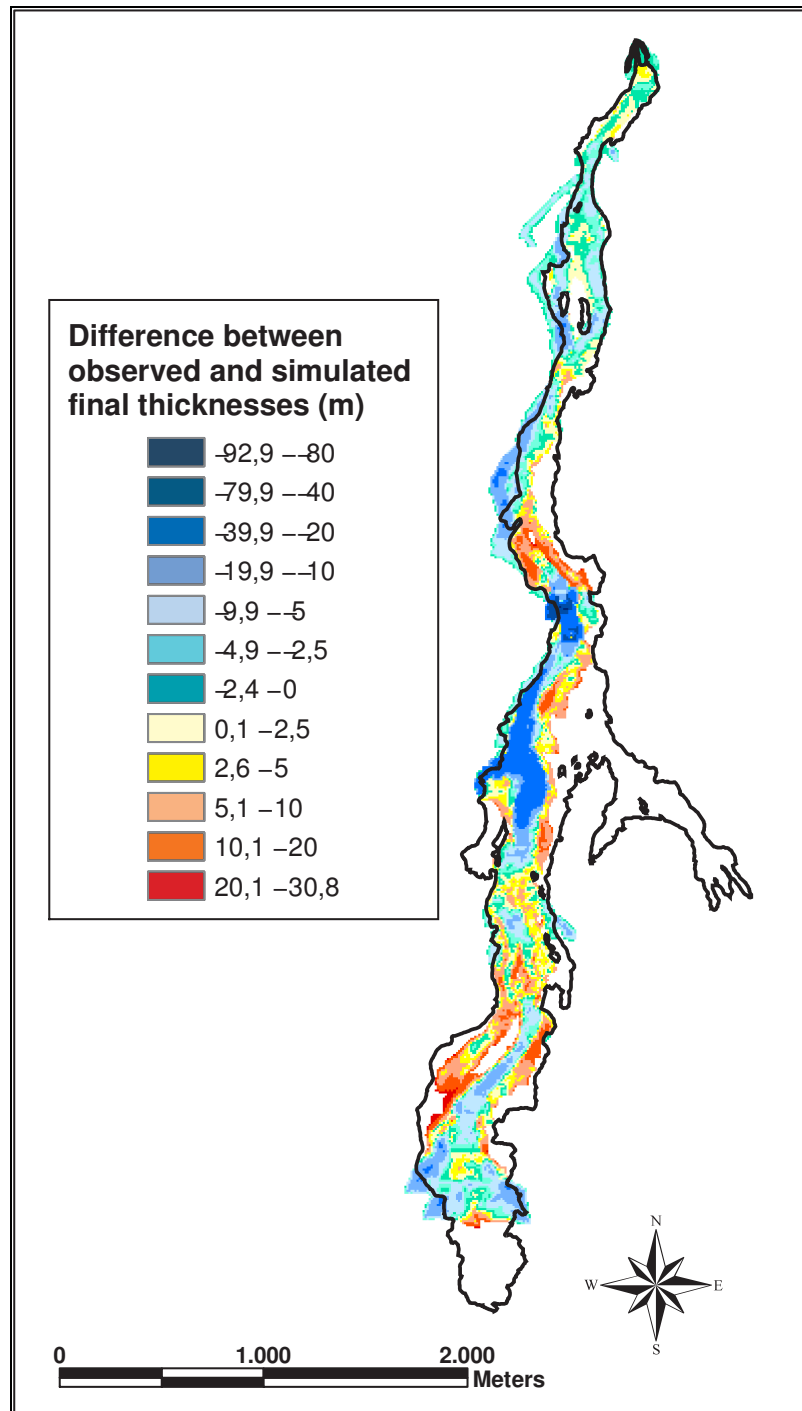 Difference between
observed and simulated
final thicknesses (m)
–92,9 – –80
–79,9 – –40
–39,9 – –20
–19,9 – –10
–9,9 – –5
–4,9 – –2,5
–2,4 –0
0,1 –2,5
2,6 –5
5,1 –10
10,1 –20
20,1 –30,8
N
W E
S
0 1.000 2.000
Meters